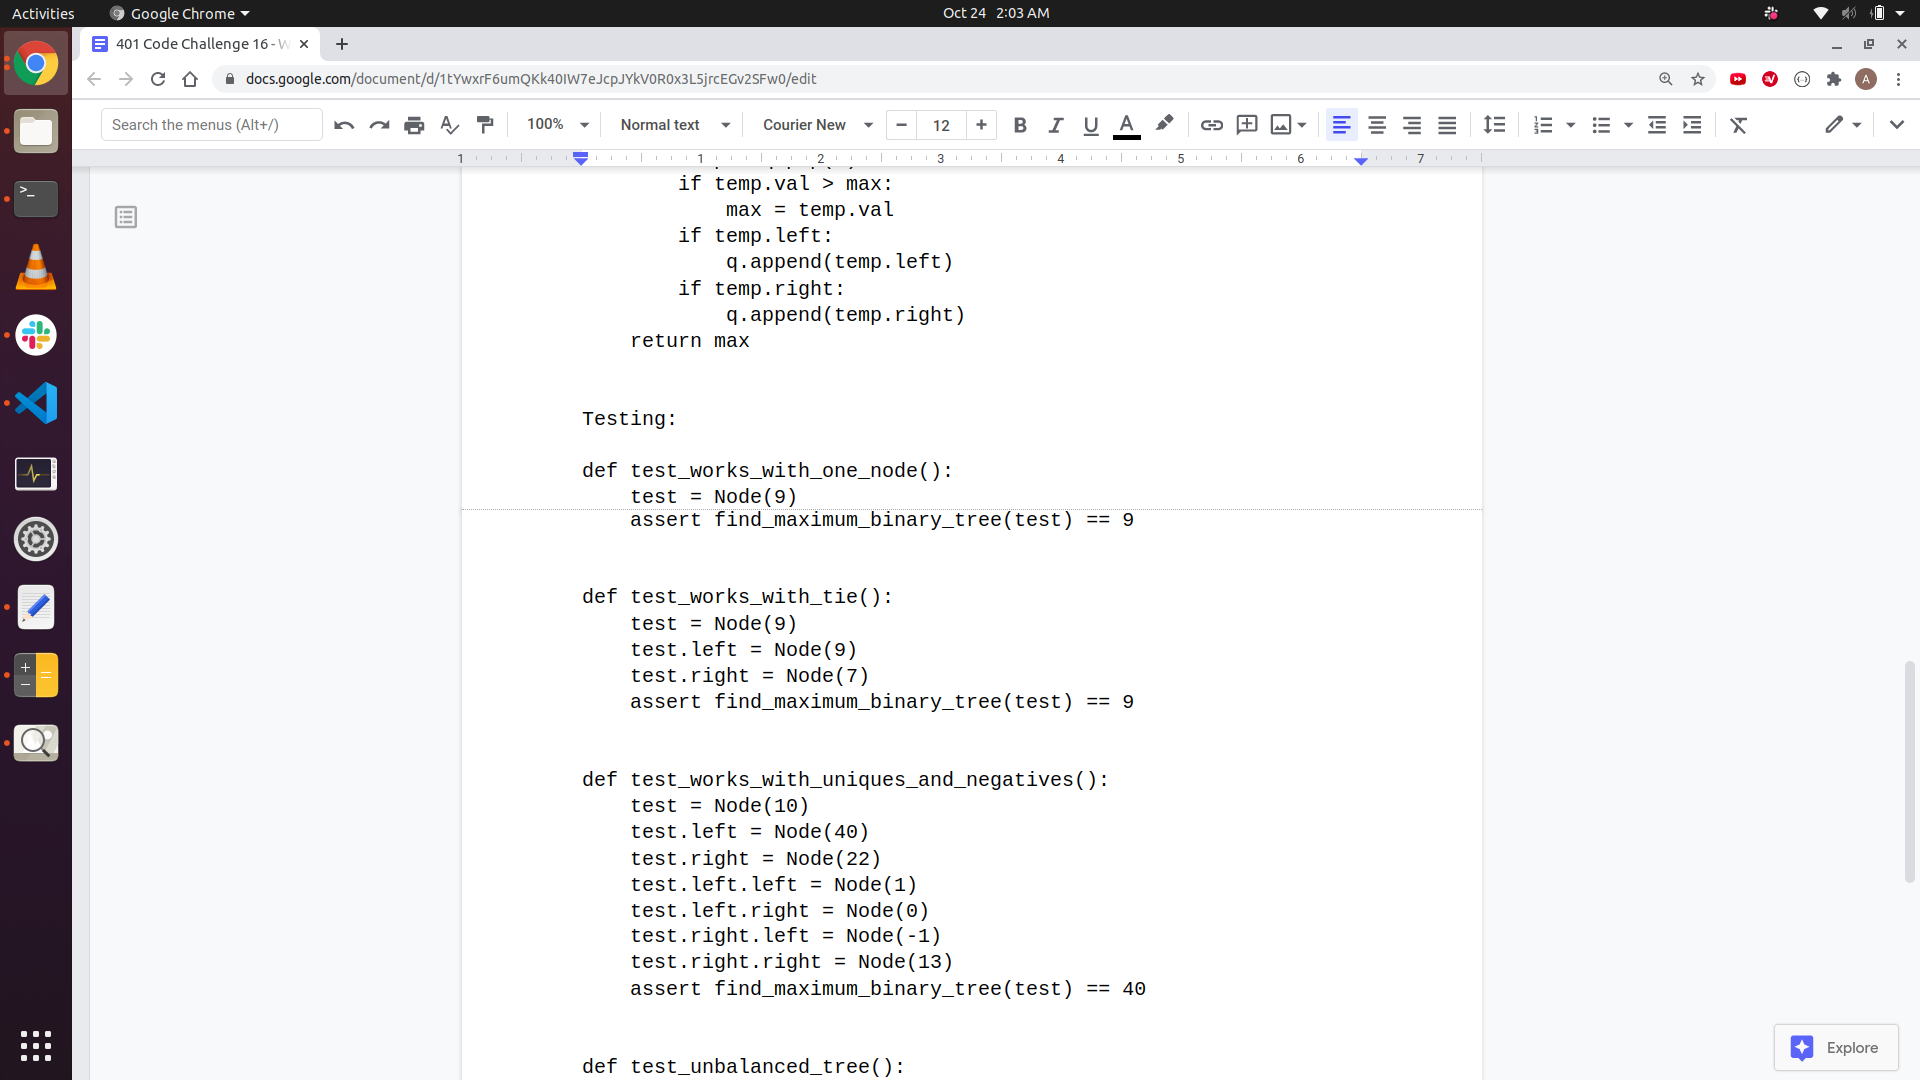 Activities
Google Chrome
Oct 24 2:03 AM
401 Code Challenge 16 - W
docs.google.com/document/d/1tYwxrF6umQKk40IW7eJcpJYkV0R0x3L5jrcEGv2SFw0/edit
A
Search the menus (Alt+/)
100%
Normal text
Courier New
12
1 1 2 3 4 5 6 7
        if temp.val > max:
            max = temp.val
        if temp.left:
            q.append(temp.left)
        if temp.right:
            q.append(temp.right)
    return max
Testing:
def test_works_with_one_node():
    test = Node(9)
    assert find_maximum_binary_tree(test) == 9
def test_works_with_tie():
    test = Node(9)
    test.left = Node(9)
    test.right = Node(7)
    assert find_maximum_binary_tree(test) == 9
def test_works_with_uniques_and_negatives():
    test = Node(10)
    test.left = Node(40)
    test.right = Node(22)
    test.left.left = Node(1)
    test.left.right = Node(0)
    test.right.left = Node(-1)
    test.right.right = Node(13)
    assert find_maximum_binary_tree(test) == 40
def test_unbalanced_tree():
Explore